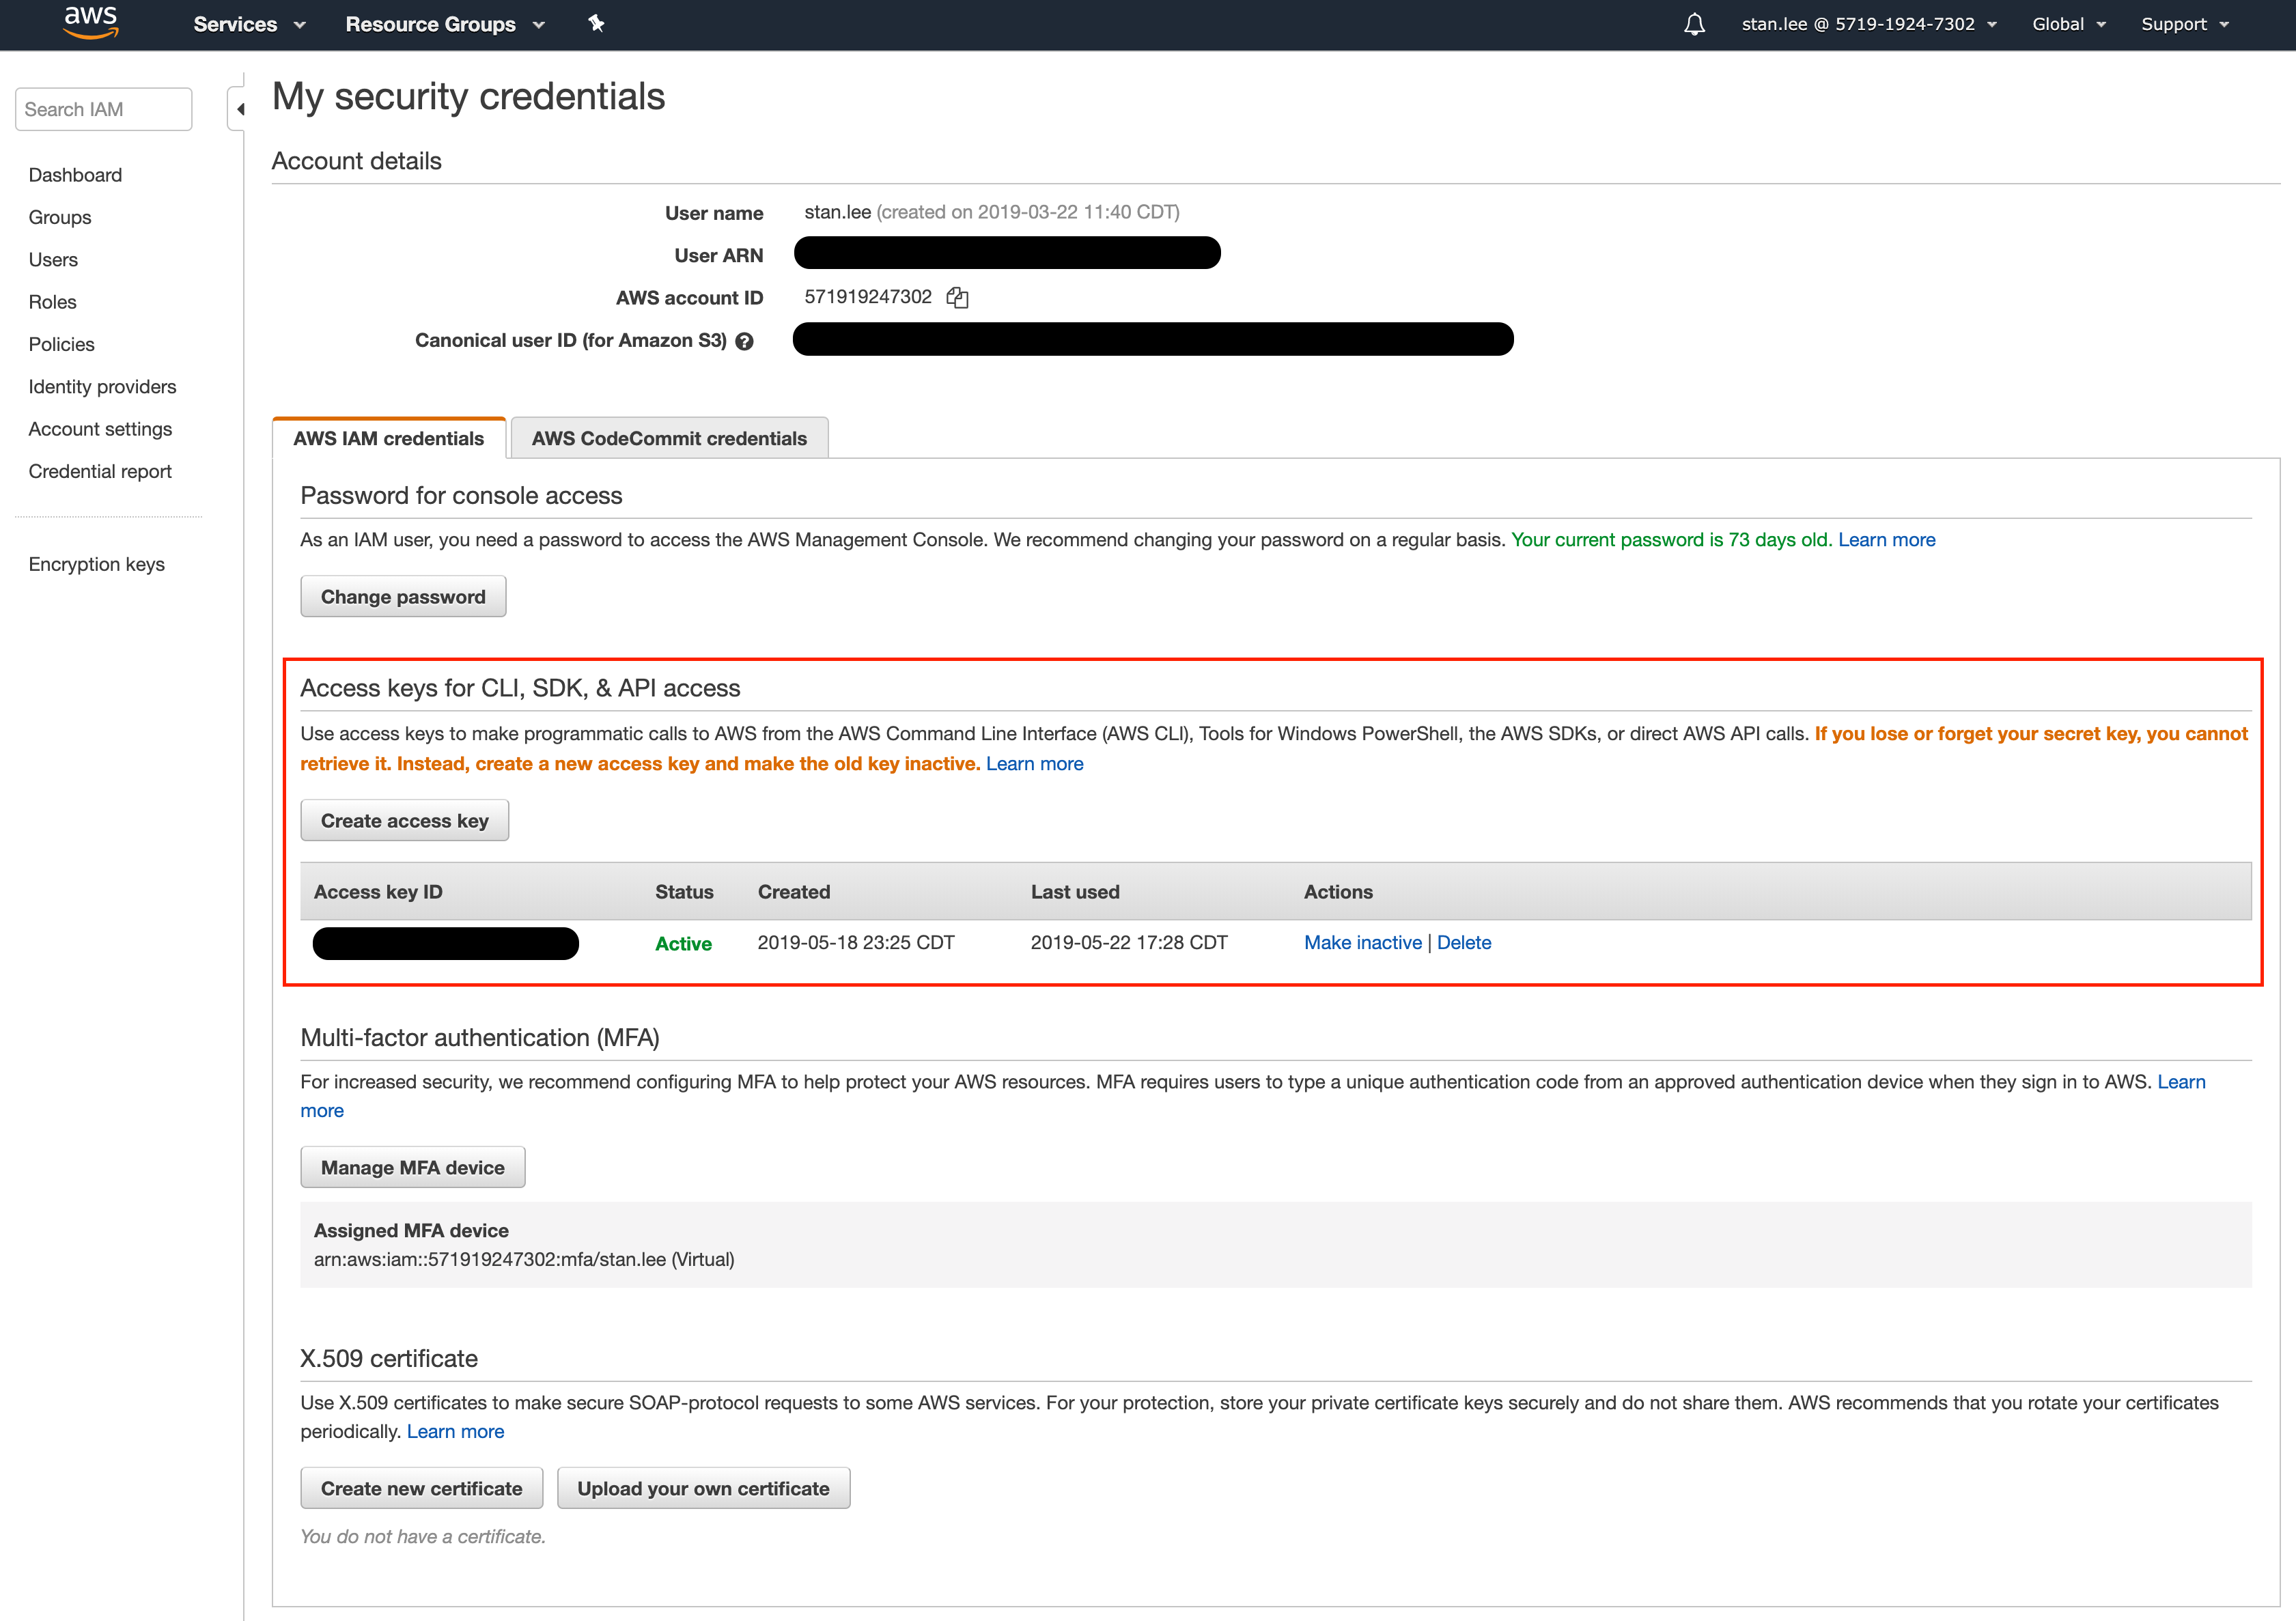 aws
Services
Resource Groups
stan.lee @ 5719-1924-7302
Global
Support
Search IAM
Dashboard
Groups
Users
Roles
Policies
Identity providers
Account settings
Credential report
Encryption keys
My security credentials
Account details
User name stan.lee (created on 2019-03-22 11:40 CDT)
User ARN
AWS account ID 571919247302
Canonical user ID (for Amazon S3) ?
AWS IAM credentials
AWS CodeCommit credentials
Password for console access
As an IAM user, you need a password to access the AWS Management Console. We recommend changing your password on a regular basis. Your current password is 73 days old. Learn more
Change password
Access keys for CLI, SDK, & API access
Use access keys to make programmatic calls to AWS from the AWS Command Line Interface (AWS CLI), Tools for Windows PowerShell, the AWS SDKs, or direct AWS API calls. If you lose or forget your secret key, you cannot
retrieve it. Instead, create a new access key and make the old key inactive. Learn more
Create access key
Access key ID Status Created Last used Actions
Active 2019-05-18 23:25 CDT 2019-05-22 17:28 CDT Make inactive | Delete
Multi-factor authentication (MFA)
For increased security, we recommend configuring MFA to help protect your AWS resources. MFA requires users to type a unique authentication code from an approved authentication device when they sign in to AWS. Learn
more
Manage MFA device
Assigned MFA device
arn:aws:iam::571919247302:mfa/stan.lee (Virtual)
X.509 certificate
Use X.509 certificates to make secure SOAP-protocol requests to some AWS services. For your protection, store your private certificate keys securely and do not share them. AWS recommends that you rotate your certificates
periodically. Learn more
Create new certificate
Upload your own certificate
You do not have a certificate.